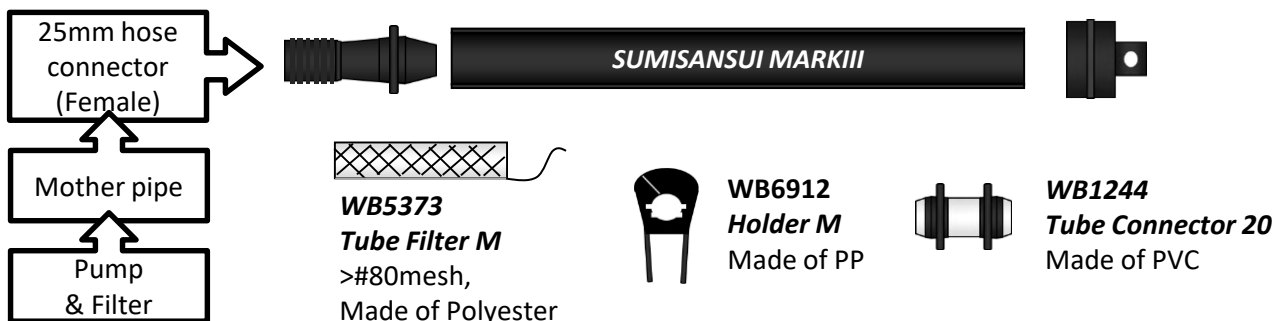 25mm hose
connector
(Female)
SUMISANSUI MARKIII
Mother pipe
Pump
& Filter
WB5373
Tube Filter M
>#80mesh,
Made of Polyester
WB6912
Holder M
Made of PP
WB1244
Tube Connector 20
Made of PVC